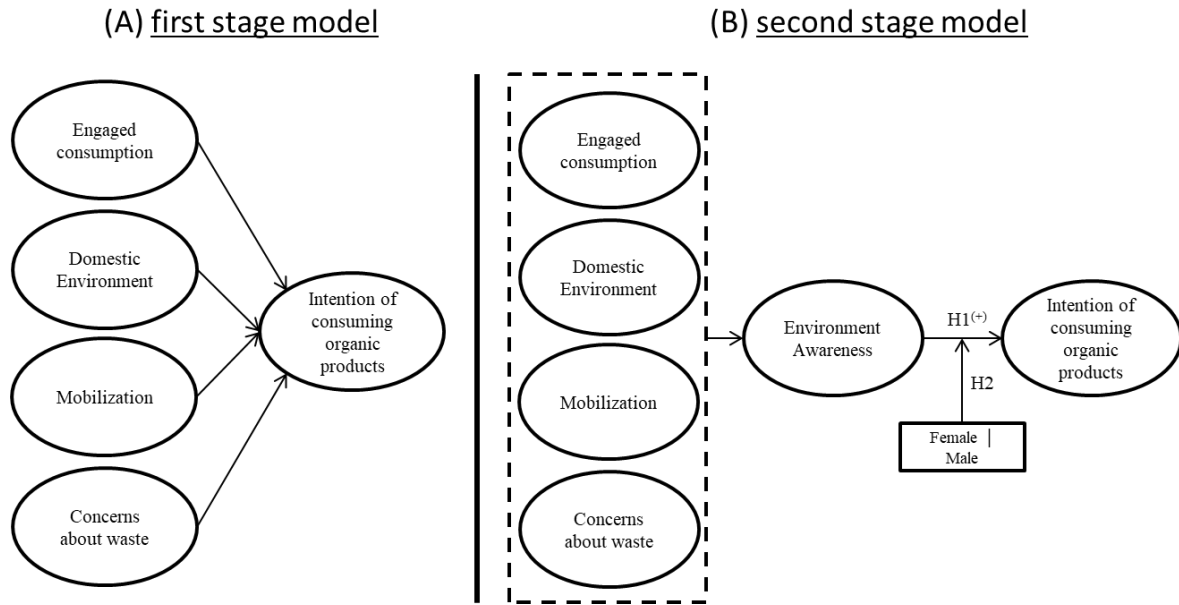 (A) first stage model
Engaged
consumption
Domestic
Environment
Mobilization
Concerns
about waste
Intention of
consuming
organic
products
(B) second stage model
Engaged
consumption
Domestic
Environment
Mobilization
Concerns
about waste
Environment
Awareness
H1(+)
H2
Female |
Male
Intention of
consuming
organic
products